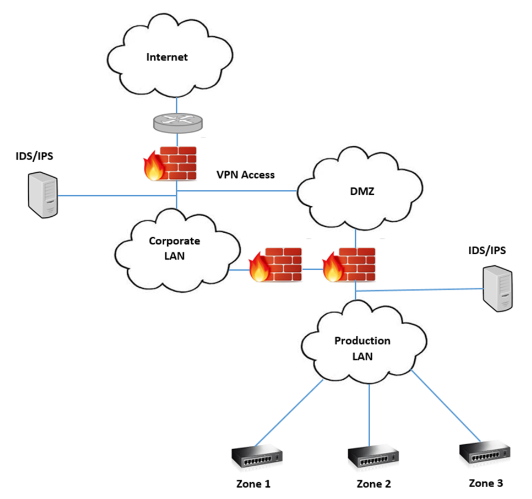 Internet
IDS/IPS
VPN Access
DMZ
Corporate
LAN
IDS/IPS
Production
LAN
Zone 1
Zone 2
Zone 3